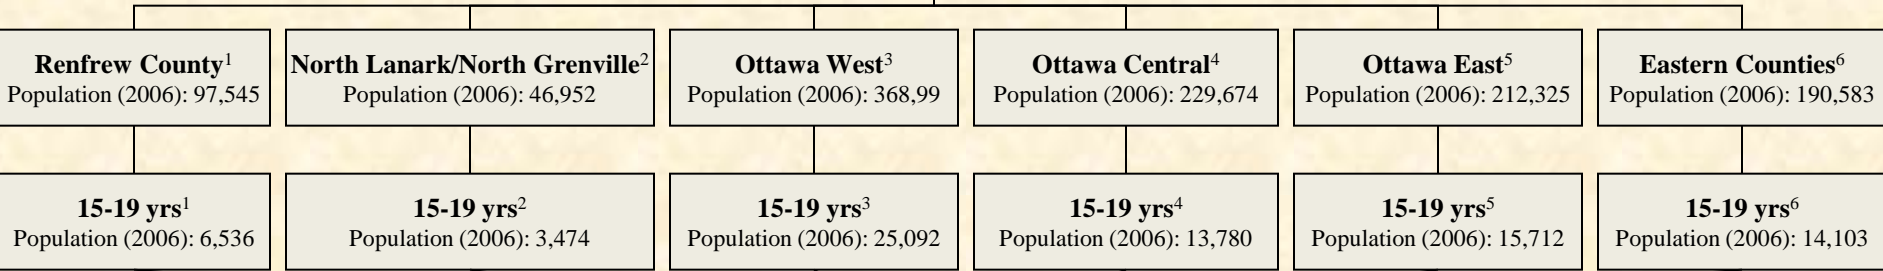 Renfrew County¹
Population (2006): 97,545
North Lanark/North Grenville²
Population (2006): 46,952
Ottawa West³
Population (2006): 368,99
Ottawa Central⁴
Population (2006): 229,674
Ottawa East⁵
Population (2006): 212,325
Eastern Counties⁶
Population (2006): 190,583
15-19 yrs¹
Population (2006): 6,536
15-19 yrs²
Population (2006): 3,474
15-19 yrs³
Population (2006): 25,092
15-19 yrs⁴
Population (2006): 13,780
15-19 yrs⁵
Population (2006): 15,712
15-19 yrs⁶
Population (2006): 14,103